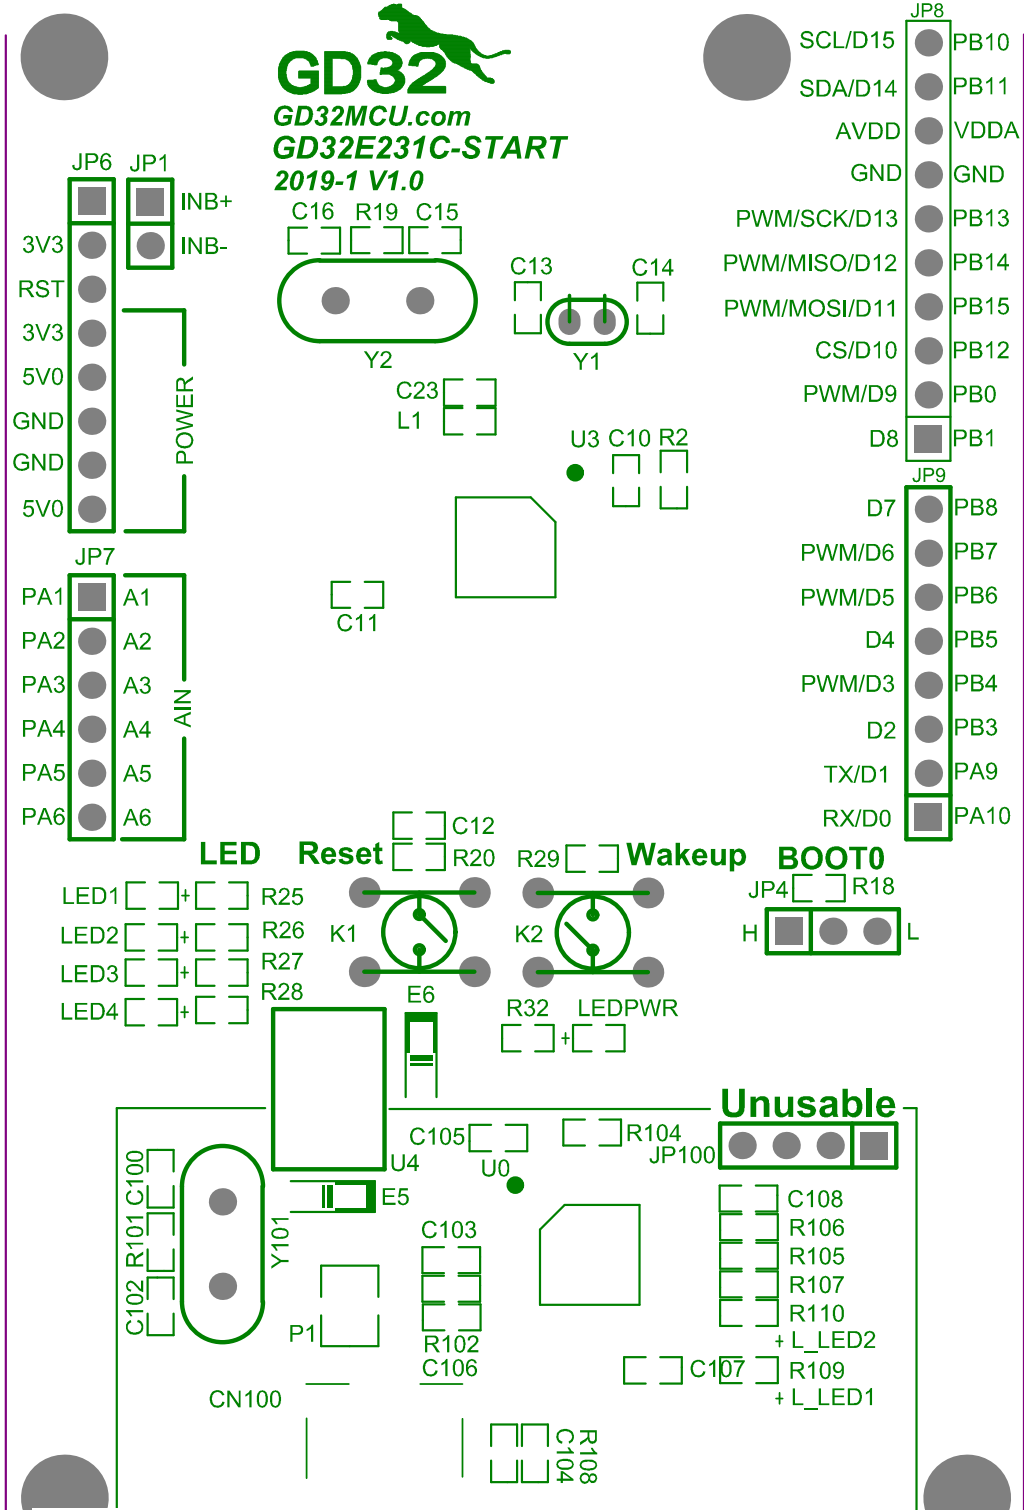 JP8
SCL/D15 PB10
SDA/D14 PB11
AVDD VDDA
GND GND
PWM/SCK/D13 PB13
PWM/MISO/D12 PB14
PWM/MOSI/D11 PB15
CS/D10 PB12
PWM/D9 PB0
D8 PB1
GD32
GD32MCU.com
GD32E231C-START
2019-1 V1.0
JP6 JP1
INB+
INB-
3V3
RST
3V3
5V0
GND
GND
5V0
POWER
C16 R19 C15
Y2
C13 C14
Y1
C23
L1
U3 C10 R2
C11
JP9
D7 PB8
PWM/D6 PB7
PWM/D5 PB6
D4 PB5
PWM/D3 PB4
D2 PB3
TX/D1 PA9
RX/D0 PA10
JP7
PA1 A1
PA2 A2
PA3 A3
PA4 A4
PA5 A5
PA6 A6
AIN
C12
R20
LED Reset R29 Wakeup BOOT0
JP4 R18
H L
LED1 + R25
LED2 + R26
LED3 + R27
LED4 + R28
K1 K2
E6
R32 + LEDPWR
Unusable
JP100
C105 R104
U0
U4
E5
C100
R101
C102
Y101
C103
P1
R102
C106
CN100
C107
C108
R106
R105
R107
R110
+ L_LED2
R109
+ L_LED1
C104
R108